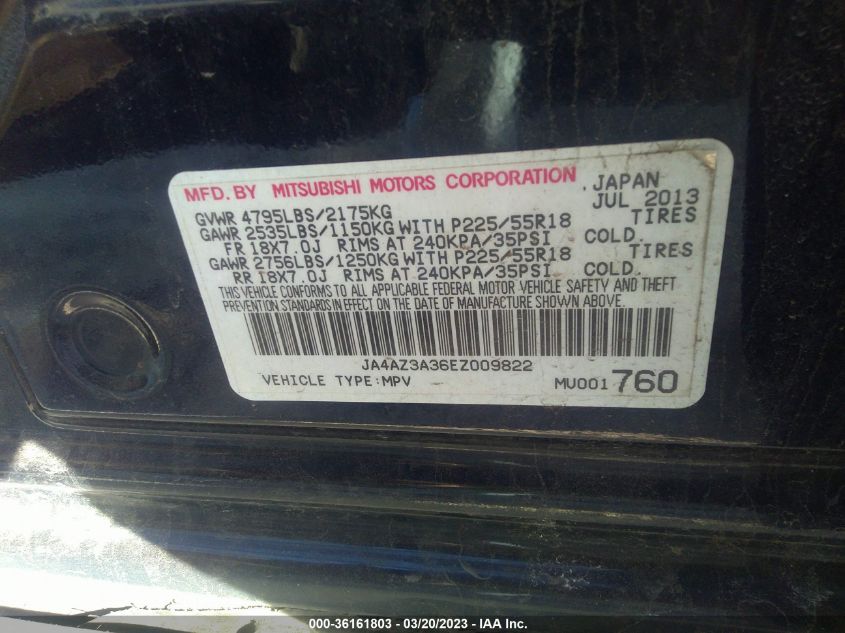 MFD.BY MITSUBISHI MOTORS CORPORATION JAPAN
GVWR 4795LBS/2175KG JUL 2013
GAWR 2535LBS/1150KG WITH P225/55R18 TIRES
FR 18X7.0J RIMS AT 240KPA/35PSI COLD.
GAWR 2756LBS/1250KG WITH P225/55R18 TIRES
RR 18X7.0J RIMS AT 240KPA/35PSI COLD.
THIS VEHICLE CONFORMS TO ALL APPLICABLE FEDERAL MOTOR VEHICLE SAFETY AND THEFT
PREVENTION STANDARDS IN EFFECT ON THE DATE OF MANUFACTURE SHOWN ABOVE.
JA4AZ3A36EZ009822
VEHICLE TYPE:MPV MU001 760
000-36161803 - 03/20/2023 - IAA Inc.